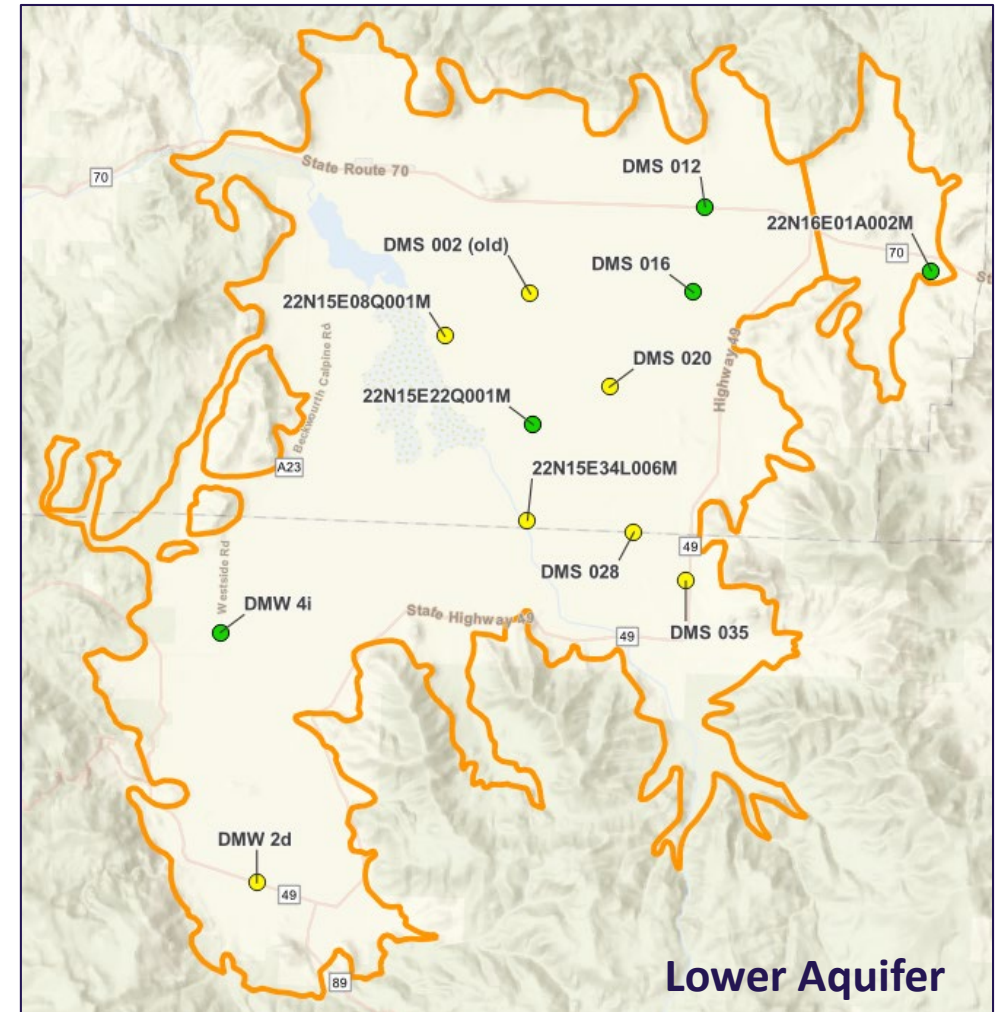 State Route 70
70
DMS 012
22N16E01A002M
DMS 002 (old)
DMS 016
70
22N15E08Q001M
DMS 020
Highway 49
Beckwourth Calpine Rd
22N15E22Q001M
A23
22N15E34L006M
Westside Rd
DMS 028
49
DMW 4i
State Highway 49
49
DMS 035
DMW 2d
49
89
Lower Aquifer